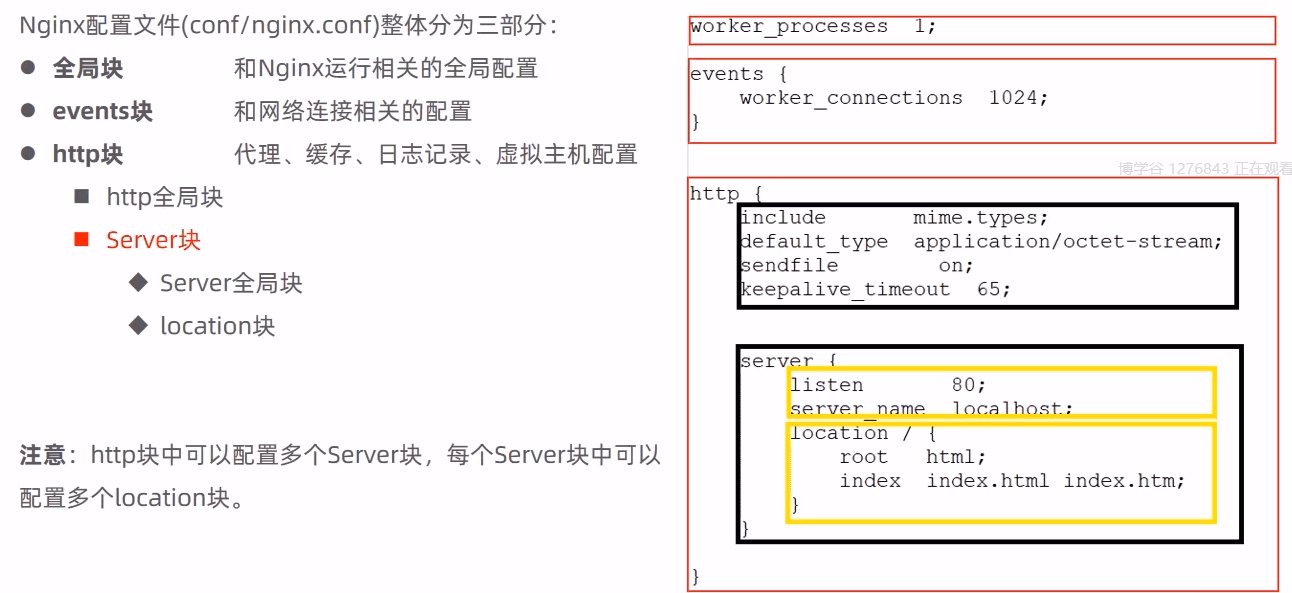 Nginx配置文件(conf/nginx.conf)整体分为三部分：
● 全局块 和Nginx运行相关的全局配置
● events块 和网络连接相关的配置
● http块 代理、缓存、日志记录、虚拟主机配置
■ http全局块
■ Server块
◆ Server全局块
◆ location块
注意：http块中可以配置多个Server块，每个Server块中可以
配置多个location块。
worker_processes  1;
events {
    worker_connections  1024;
}
博学谷 1276843 正在观看
http {
    include       mime.types;
    default_type  application/octet-stream;
    sendfile        on;
    keepalive_timeout  65;
    server {
        listen       80;
        server_name  localhost;
        location / {
            root   html;
            index  index.html index.htm;
        }
    }
}